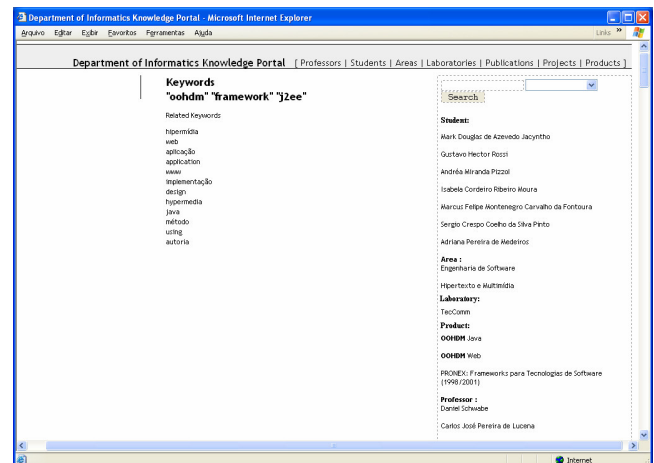 Department of Informatics Knowledge Portal - Microsoft Internet Explorer
Arquivo Editar Exibir Favoritos Ferramentas Ajuda
Links »
Department of Informatics Knowledge Portal [ Professors | Students | Areas | Laboratories | Publications | Projects | Products ]
Keywords
"oohdm" "framework" "j2ee"
Related Keywords
hipermídia
web
aplicação
application
www
implementação
design
hypermedia
java
método
using
autoria
Search
Student:
Mark Douglas de Azevedo Jacyntho
Gustavo Hector Rossi
Andréa Miranda Pizzol
Isabela Cordeiro Ribeiro Moura
Marcus Felipe Montenegro Carvalho da Fontoura
Sergio Crespo Coelho da Silva Pinto
Adriana Pereira de Medeiros
Area :
Engenharia de Software
Hipertexto e Multimídia
Laboratory:
TecComm
Product:
OOHDM Java
OOHDM Web
PRONEX: Frameworks para Tecnologias de Software
(1998/2001)
Professor :
Daniel Schwabe
Carlos José Pereira de Lucena
Internet